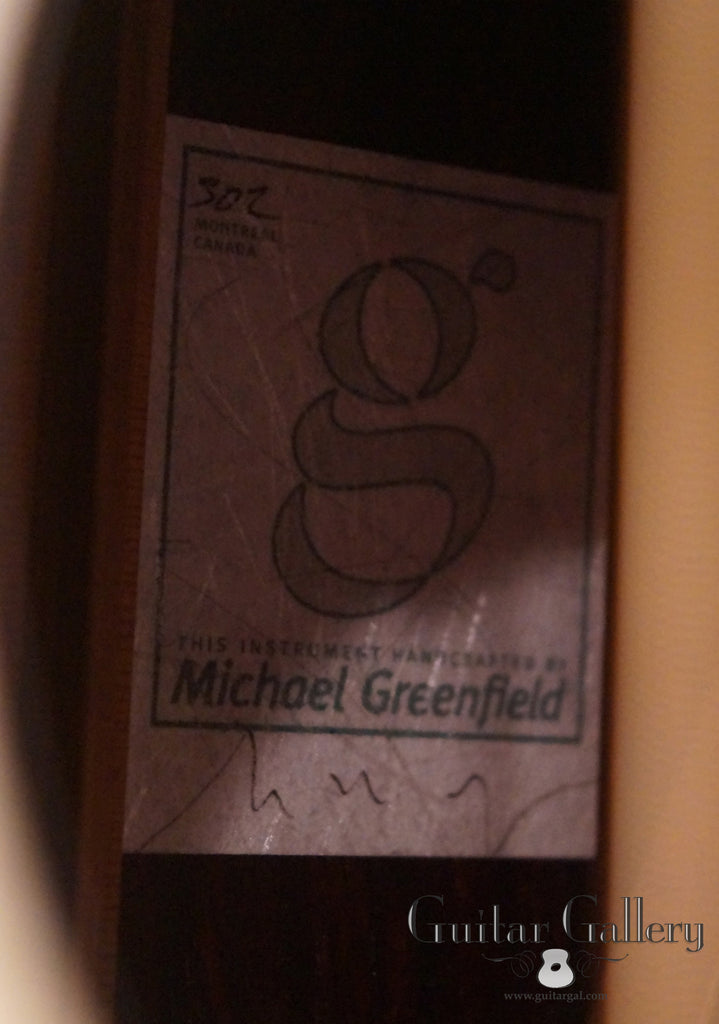 302
MONTREAL
CANADA
g
THIS INSTRUMENT HANDCRAFTED BY
Michael Greenfield
Guitar Gallery
www.guitargal.com